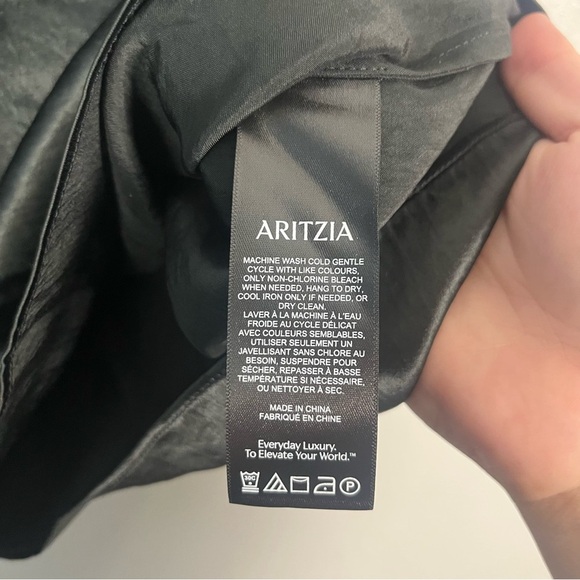 ARITZIA
MACHINE WASH COLD GENTLE
CYCLE WITH LIKE COLOURS,
ONLY NON-CHLORINE BLEACH
WHEN NEEDED, HANG TO DRY,
COOL IRON ONLY IF NEEDED, OR
DRY CLEAN.
LAVER À LA MACHINE À L'EAU
FROIDE AU CYCLE DÉLICAT
AVEC COULEURS SEMBLABLES,
UTILISER SEULEMENT UN
JAVELLISANT SANS CHLORE AU
BESOIN, SUSPENDRE POUR
SÉCHER, REPASSER À BASSE
TEMPÉRATURE SI NÉCESSAIRE,
OU NETTOYER À SEC.
MADE IN CHINA
FABRIQUÉ EN CHINE
Everyday Luxury.
To Elevate Your World.™
30C P